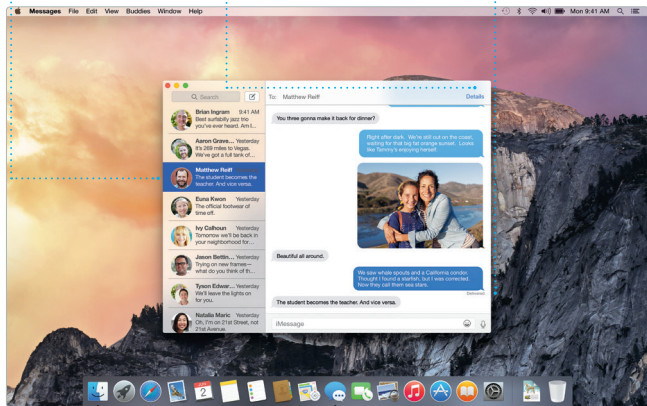 Messages File Edit View Buddies Window Help
Mon 9:41 AM
Search
Brian Ingram 9:41 AM
Best surfabilly jazz trio
you've ever heard. Am I...
Aaron Grave... Yesterday
It's 269 miles to Vegas.
We've got a full tank of...
Matthew Reiff
The student becomes the
teacher. And vice versa.
Euna Kwon Yesterday
The official footwear of
time off.
Ivy Calhoun Yesterday
Tomorrow we'll be back in
your neighborhood for...
Jason Bettin... Yesterday
Trying on new frames—
what do you think of th...
Tyson Edwar... Yesterday
We'll leave the lights on
for you.
Natalia Maric Yesterday
Oh, I'm on 21st Street, not
21st Avenue.
To: Matthew Reiff Details
You three gonna make it back for dinner?
Right after dark. We're still out on the coast,
waiting for that big fat orange sunset. Looks
like Tammy's enjoying herself.
Beautiful all around.
We saw whale spouts and a California condor.
Thought I found a starfish, but I was corrected.
Now they call them sea stars.
Delivered
The student becomes the teacher. And vice versa.
iMessage
2